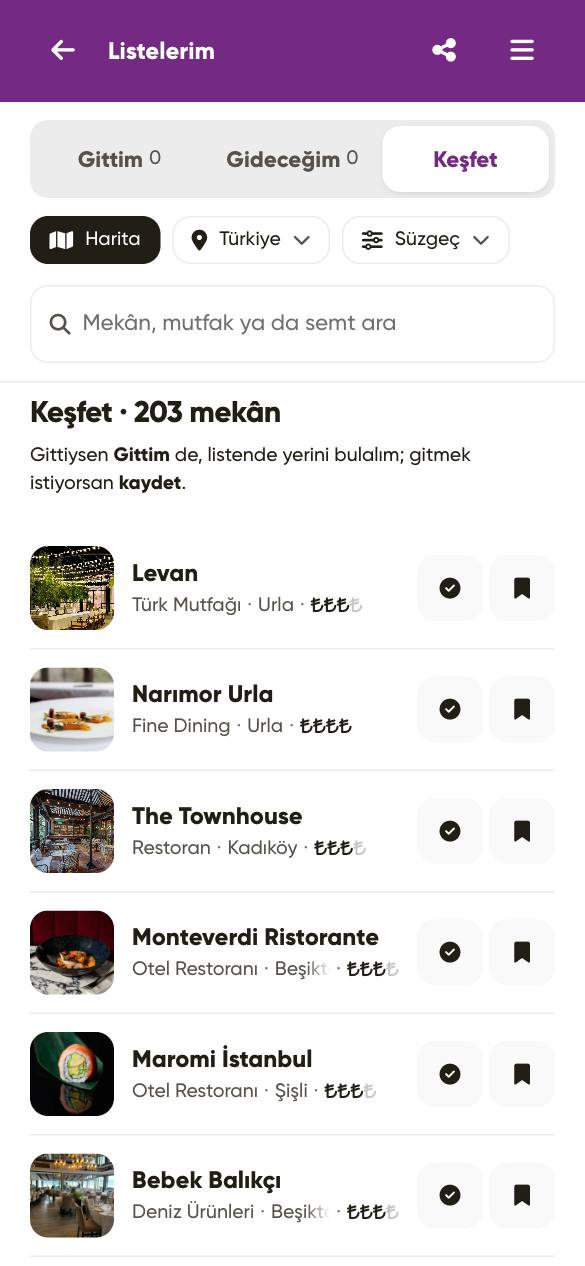 Listelerim
Gittim 0
Gideceğim 0
Keşfet
Harita
Türkiye
Süzgeç
Mekân, mutfak ya da semt ara
Keşfet · 203 mekân
Gittiysen Gittim de, listende yerini bulalım; gitmek
istiyorsan kaydet.
Levan
Türk Mutfağı · Urla · ₺₺₺₺
Narımor Urla
Fine Dining · Urla · ₺₺₺₺
The Townhouse
Restoran · Kadıköy · ₺₺₺₺
Monteverdi Ristorante
Otel Restoranı · Beşikt · ₺₺₺₺
Maromi İstanbul
Otel Restoranı · Şişli · ₺₺₺₺
Bebek Balıkçı
Deniz Ürünleri · Beşikt · ₺₺₺₺